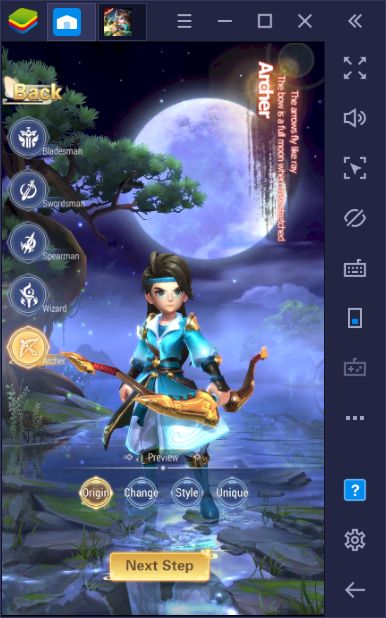 Back
The arrows fly like ray
The bow is a full moon when stretched
Archer
Bladesman
Swordsman
Spearman
Wizard
Archer
Preview
Origin
Change
Style
Unique
Next Step
?